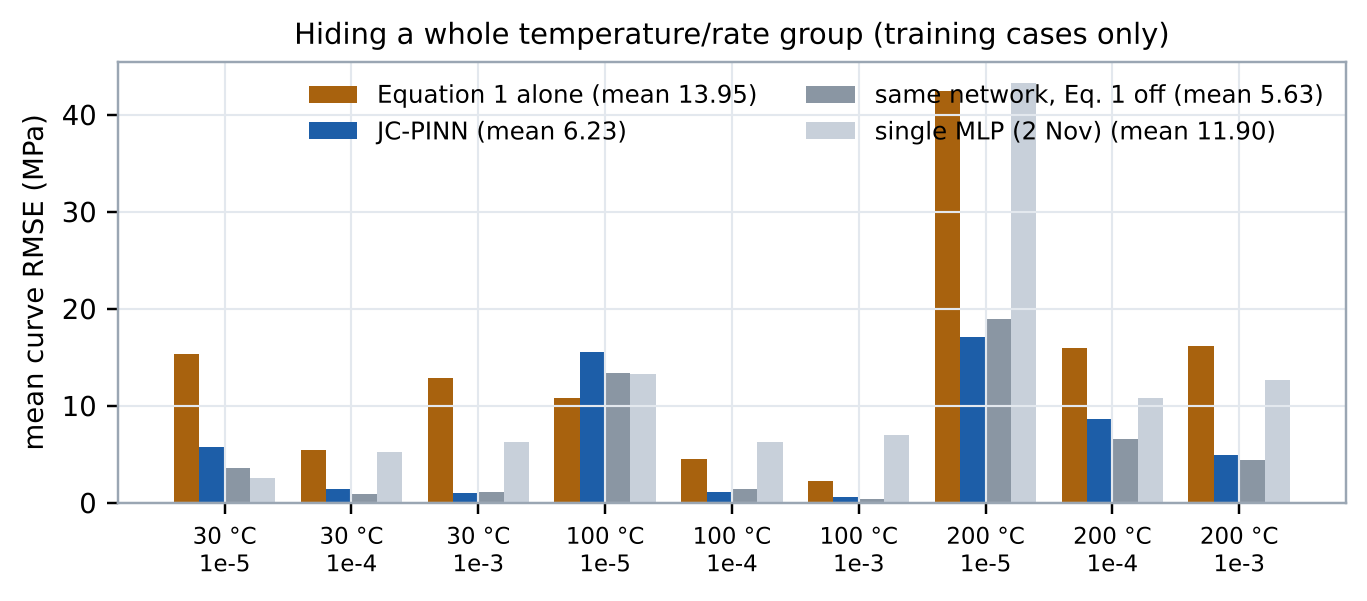 Hiding a whole temperature/rate group (training cases only)
Equation 1 alone (mean 13.95)
JC-PINN (mean 6.23)
same network, Eq. 1 off (mean 5.63)
single MLP (2 Nov) (mean 11.90)
mean curve RMSE (MPa)
40
30
20
10
0
30 °C
1e-5
30 °C
1e-4
30 °C
1e-3
100 °C
1e-5
100 °C
1e-4
100 °C
1e-3
200 °C
1e-5
200 °C
1e-4
200 °C
1e-3